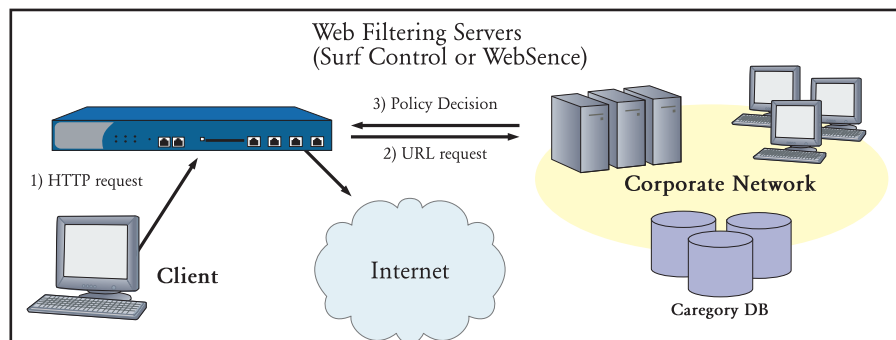 Web Filtering Servers
(Surf Control or WebSence)
3) Policy Decision
2) URL request
1) HTTP request
Corporate Network
Client
Internet
Caregory DB